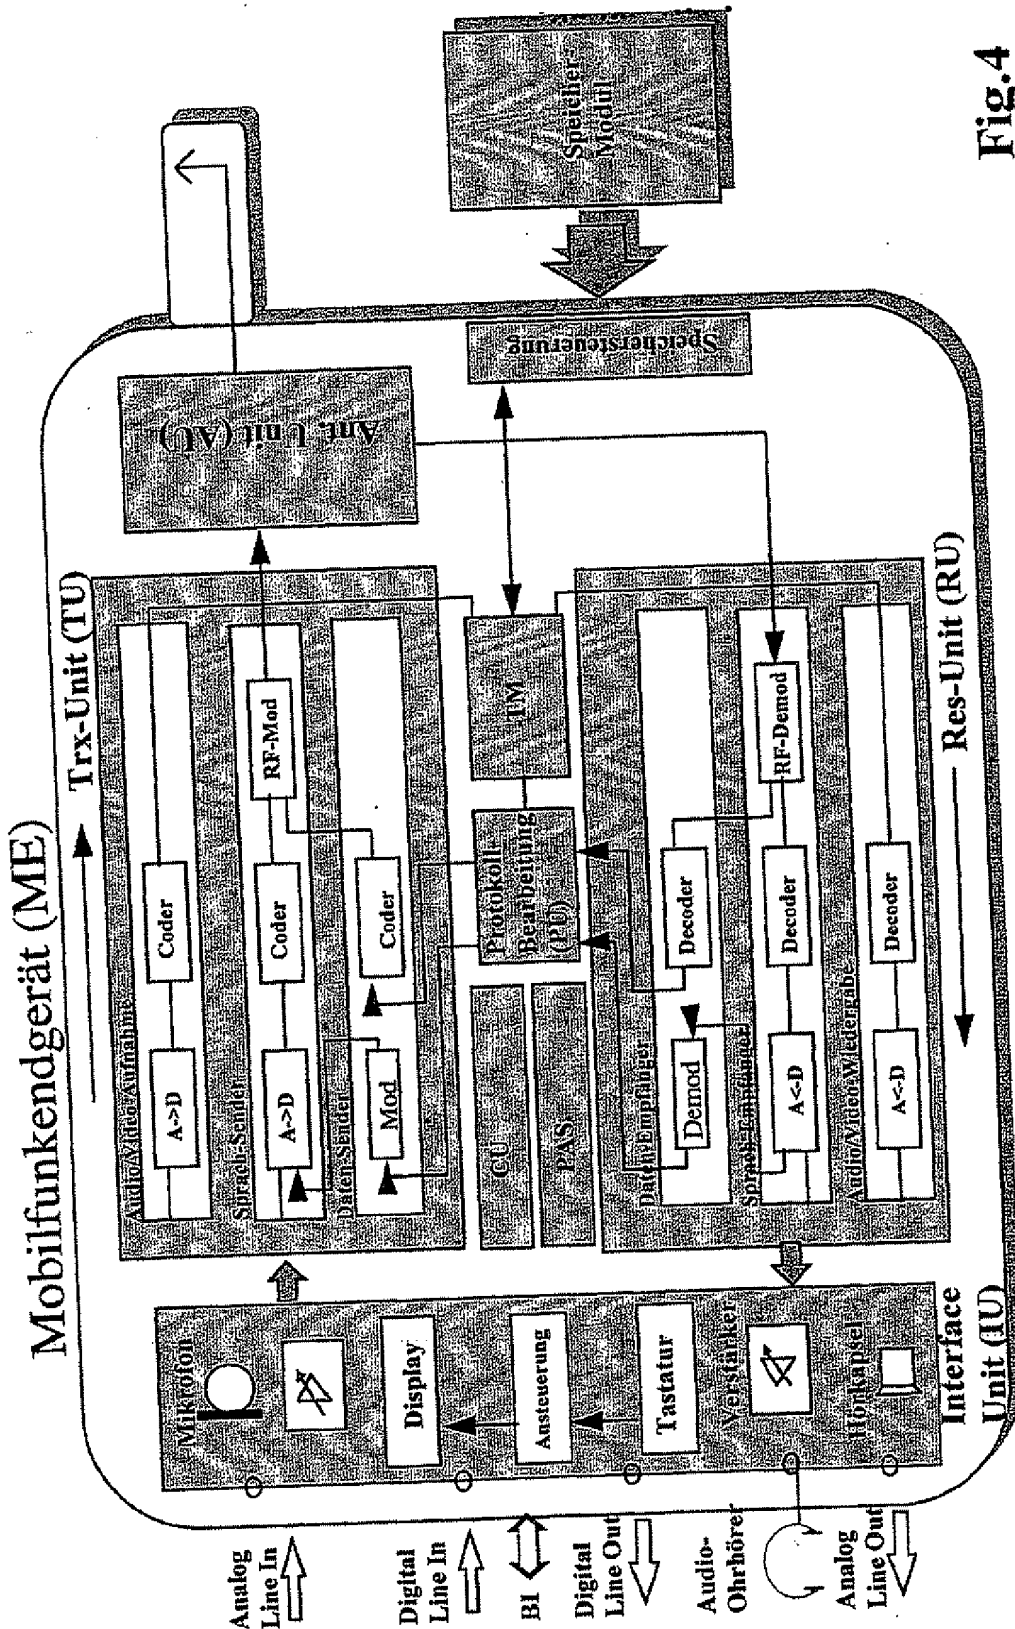 Mobilfunkendgerät (ME)
Trx-Unit (TU)
Audio/Video-Aufnahme
A->D
Coder
Sprach-Sender
A->D
Coder
RF-Mod
Daten-Sender
Mod
Coder
Ant. Unit (AU)
CU
PAS
Protokoll-
Bearbeitung
(PU)
TM
Speichersteuerung
Speicher-
Modul
Daten-Empfänger
Demod
Decoder
Sprach-Empfänger
A<-D
Decoder
RF-Demod
Audio/Video-Wiedergabe
A<-D
Decoder
Res-Unit (RU)
Mikrofon
Display
Ansteuerung
Tastatur
Verstärker
Hörkapsel
Interface
Unit (IU)
Analog
Line In
Digital
Line In
BI
Digital
Line Out
Audio-
Ohrhörer
Analog
Line Out
Fig.4